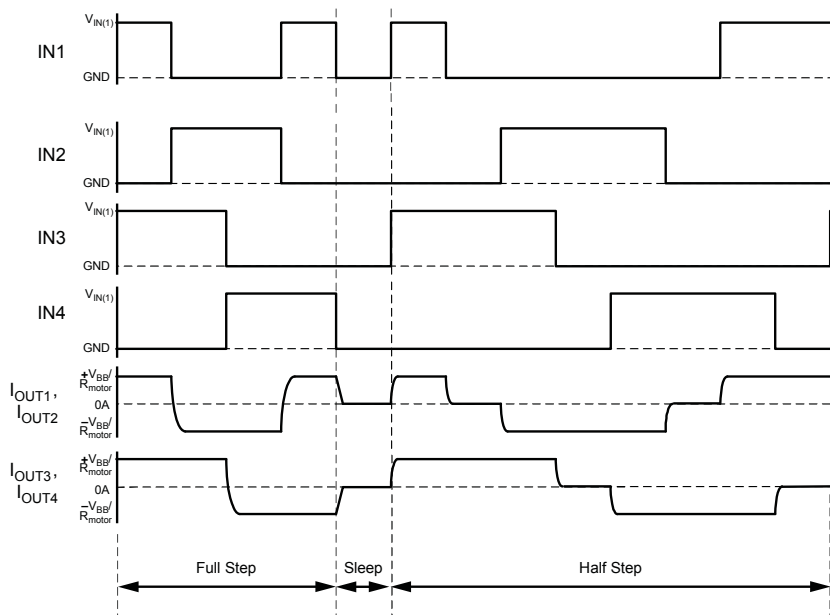 V_IN(1)
IN1
GND
V_IN(1)
IN2
GND
V_IN(1)
IN3
GND
V_IN(1)
IN4
GND
I_OUT1,
I_OUT2
+V_BB/
R_motor
0A
−V_BB/
R_motor
I_OUT3,
I_OUT4
+V_BB/
R_motor
0A
−V_BB/
R_motor
Full Step
Sleep
Half Step